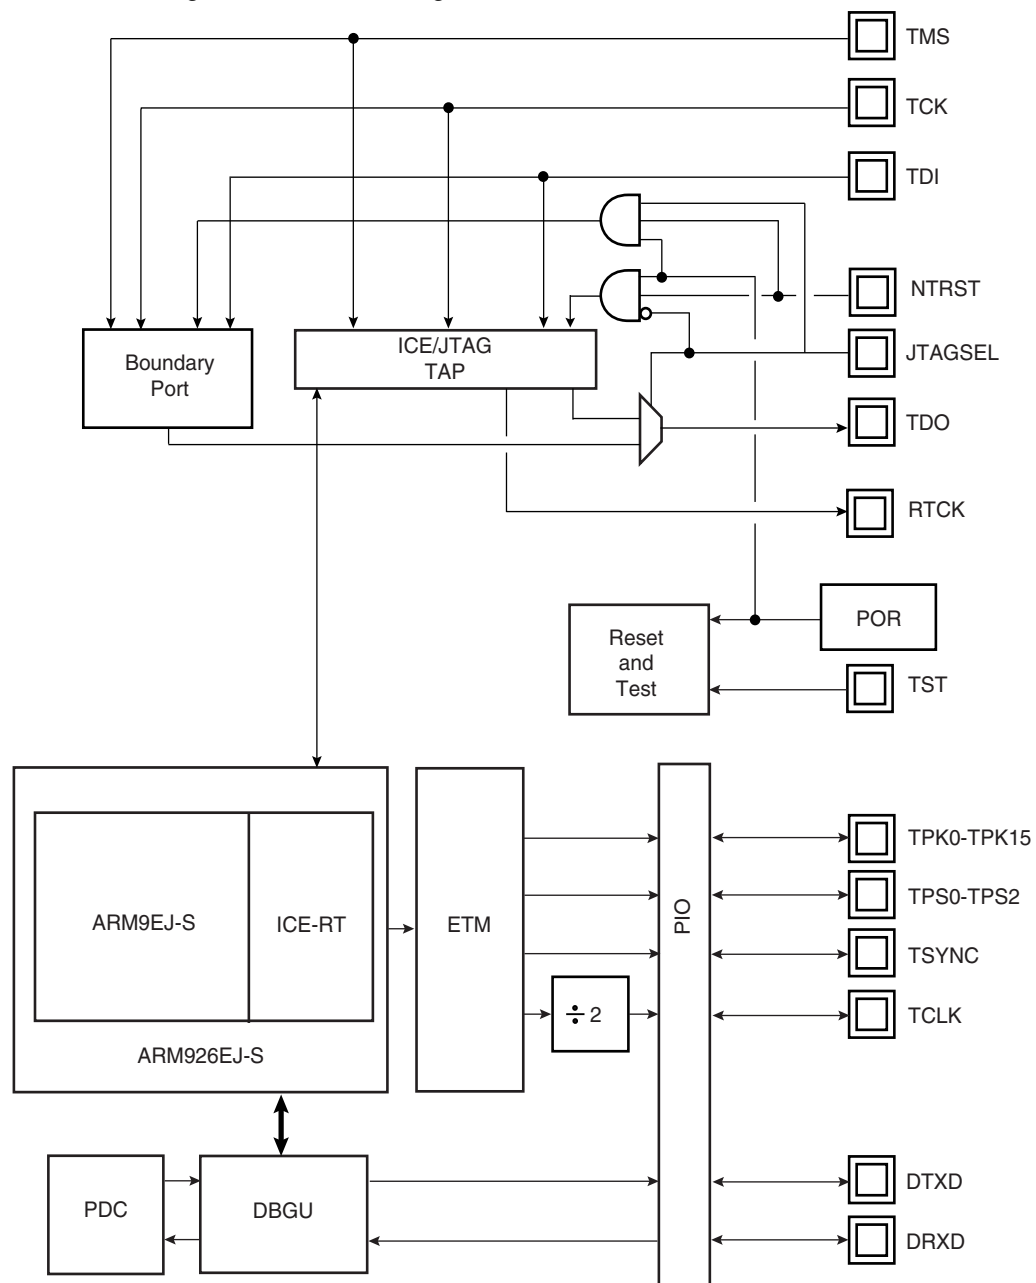 TMS
TCK
TDI
NTRST
ICE/JTAG
TAP
JTAGSEL
Boundary
Port
TDO
RTCK
POR
Reset
and
Test
TST
TPK0-TPK15
TPS0-TPS2
ARM9EJ-S
ICE-RT
ETM
PIO
TSYNC
÷ 2
TCLK
ARM926EJ-S
PDC
DBGU
DTXD
DRXD